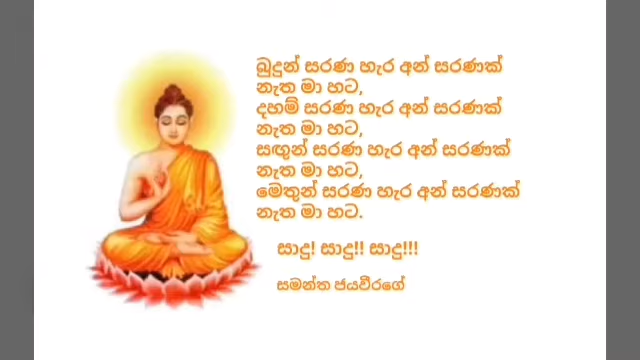 බුදුන් සරණ හැර අන් සරණක්
නැත මා හට,
දහම් සරණ හැර අන් සරණක්
නැත මා හට,
සඟුන් සරණ හැර අන් සරණක්
නැත මා හට,
මෙතුන් සරණ හැර අන් සරණක්
නැත මා හට.
සාදු! සාදු!! සාදු!!!
සමන්ත ජයවීරගේ